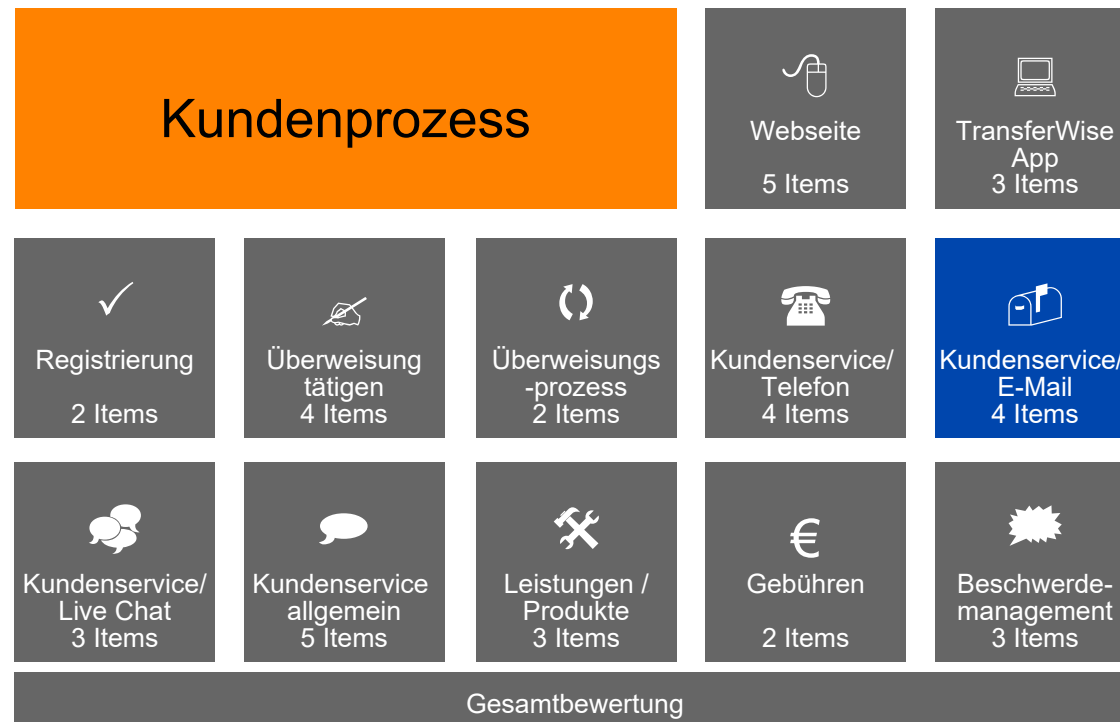 Kundenprozess
Webseite
5 Items
TransferWise
App
3 Items
Registrierung
2 Items
Überweisung
tätigen
4 Items
Überweisungs
-prozess
2 Items
Kundenservice/
Telefon
4 Items
Kundenservice/
E-Mail
4 Items
Kundenservice/
Live Chat
3 Items
Kundenservice
allgemein
5 Items
Leistungen /
Produkte
3 Items
€
Gebühren
2 Items
Beschwerde-
management
3 Items
Gesamtbewertung